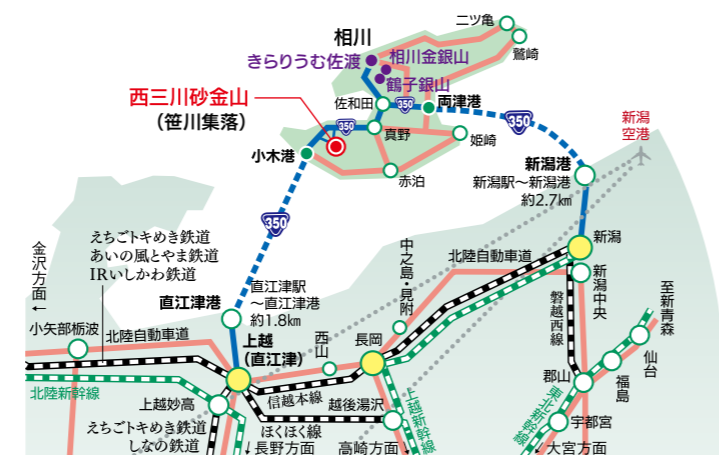 二ツ亀
鷲崎
相川
きらりうむ佐渡
相川金銀山
鶴子銀山
西三川砂金山
(笹川集落)
佐和田
350
両津港
350
350
真野
姫崎
新潟
空港
小木港
赤泊
新潟港
新潟駅〜新潟港
約2.7km
350
新潟
えちごトキめき鉄道
あいの風とやま鉄道
IRいしかわ鉄道
金沢方面
←
中之島・見附
北陸自動車道
新潟中央
磐越西線
至新青森
直江津駅
〜直江津港
約1.8km
直江津港
小矢部砺波
北陸自動車道
上越
(直江津)
西山
長岡
仙台
福島
郡山
北陸新幹線
信越本線
上越妙高
越後湯沢
上越新幹線
東北新幹線
宇都宮
えちごトキめき鉄道
しなの鉄道
ほくほく線
↓長野方面
高崎方面↓
↓大宮方面